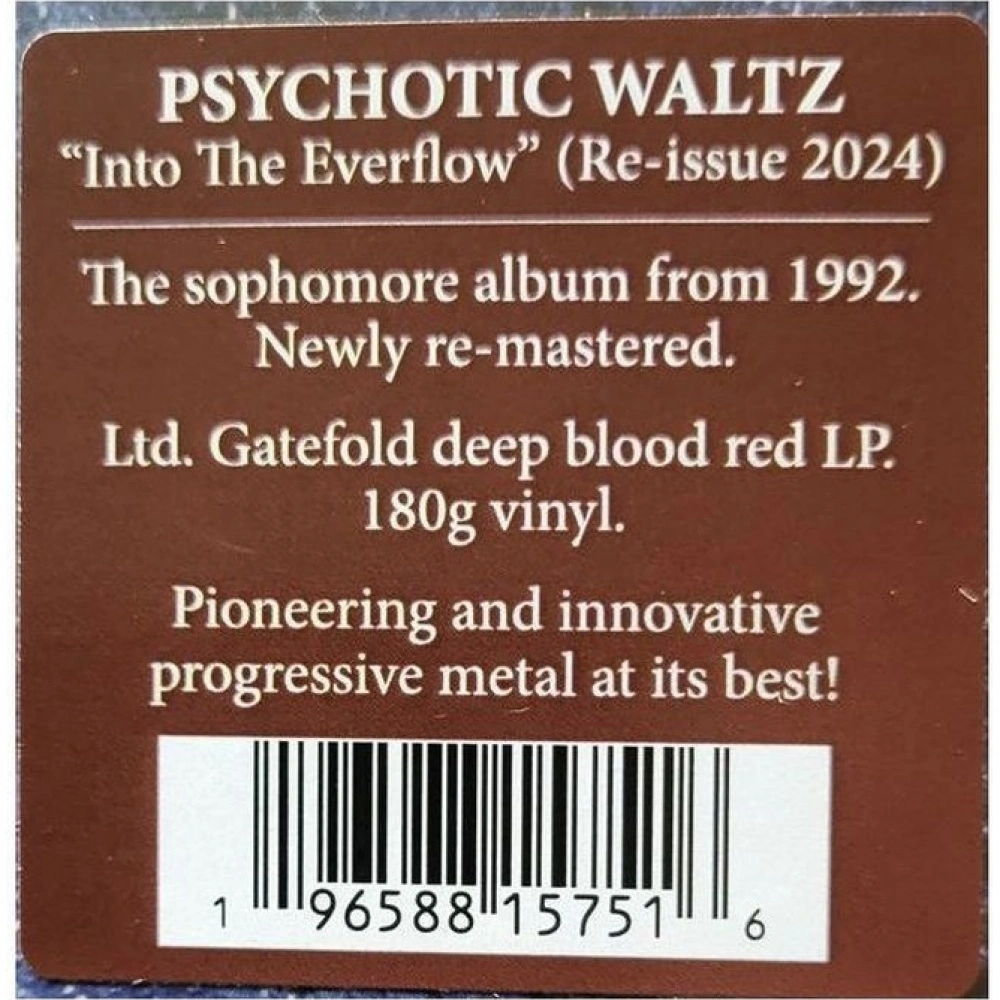 PSYCHOTIC WALTZ
“Into The Everflow” (Re-issue 2024)
The sophomore album from 1992.
Newly re-mastered.
Ltd. Gatefold deep blood red LP.
180g vinyl.
Pioneering and innovative
progressive metal at its best!
1 96588 15751 6